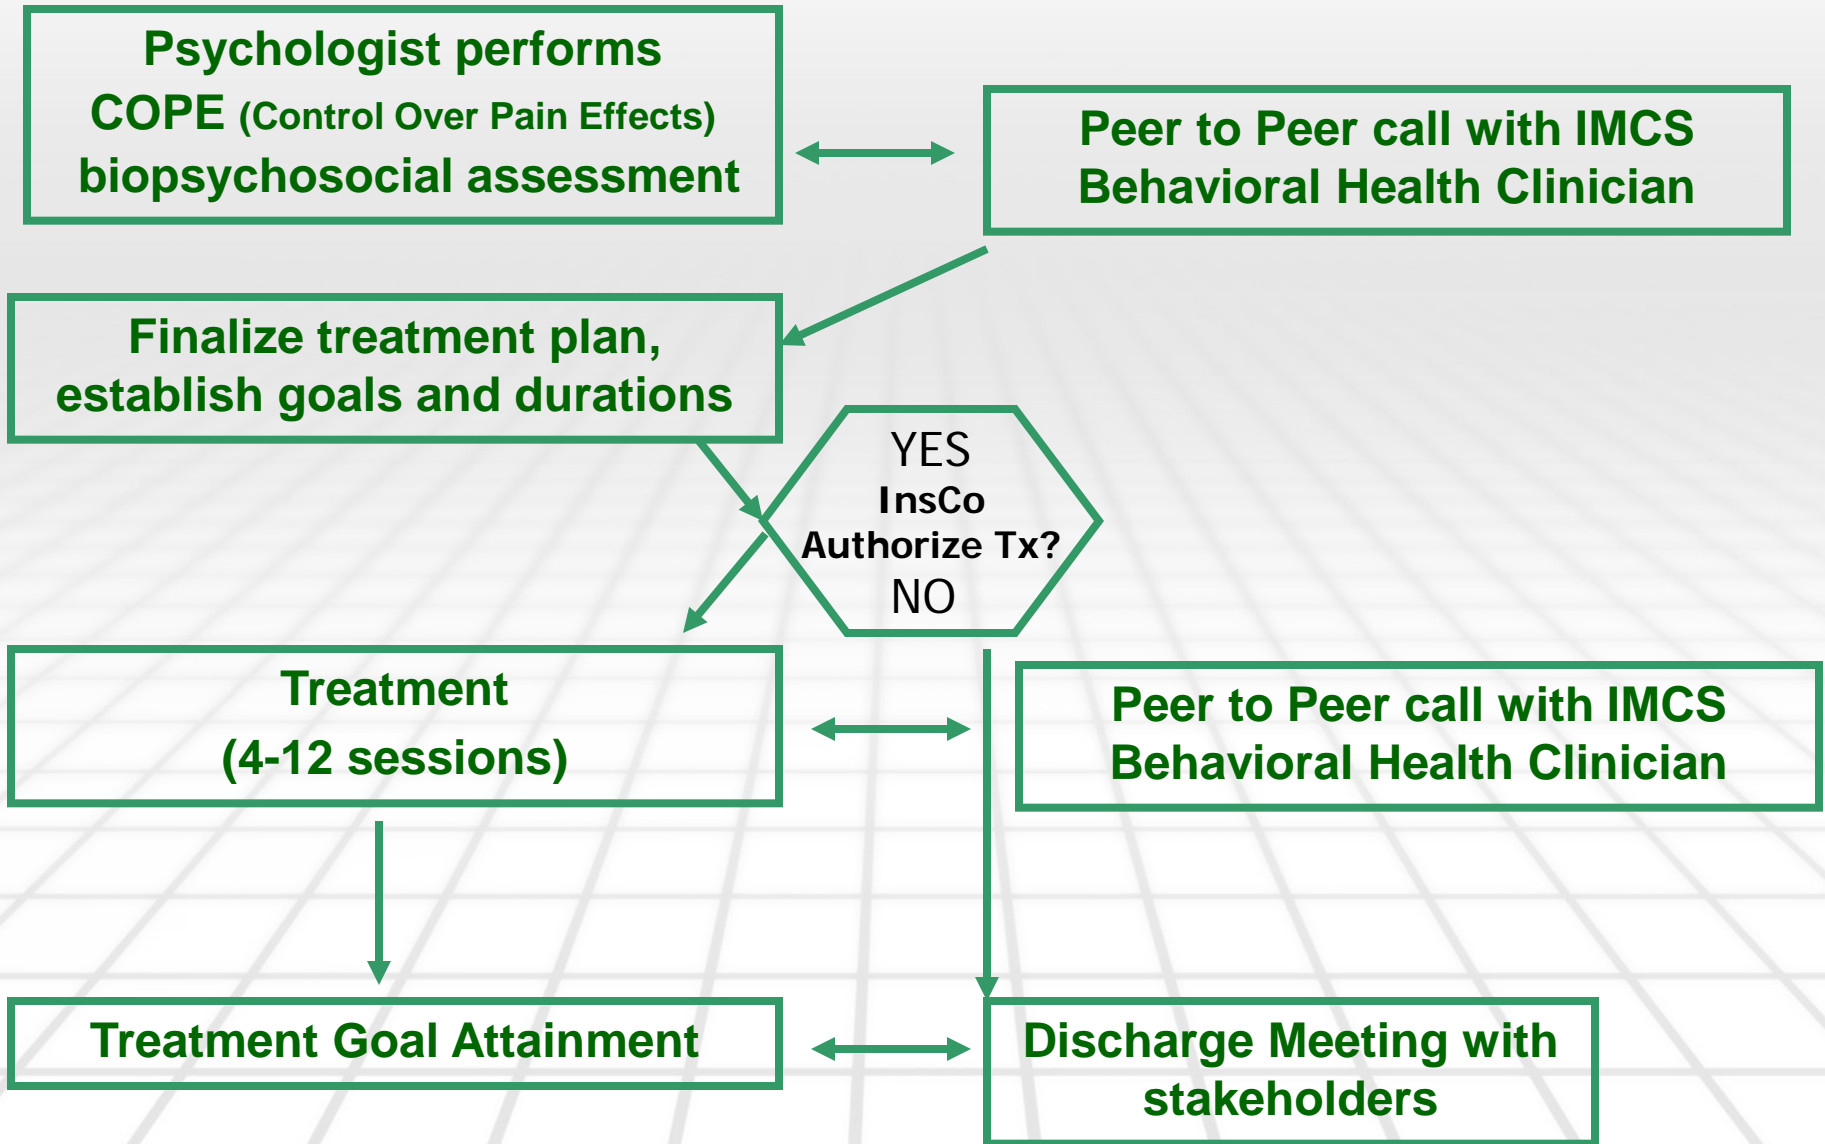 Psychologist performs
COPE (Control Over Pain Effects)
biopsychosocial assessment
Peer to Peer call with IMCS
Behavioral Health Clinician
Finalize treatment plan,
establish goals and durations
YES
InsCo
Authorize Tx?
NO
Treatment
(4-12 sessions)
Peer to Peer call with IMCS
Behavioral Health Clinician
Treatment Goal Attainment
Discharge Meeting with
stakeholders